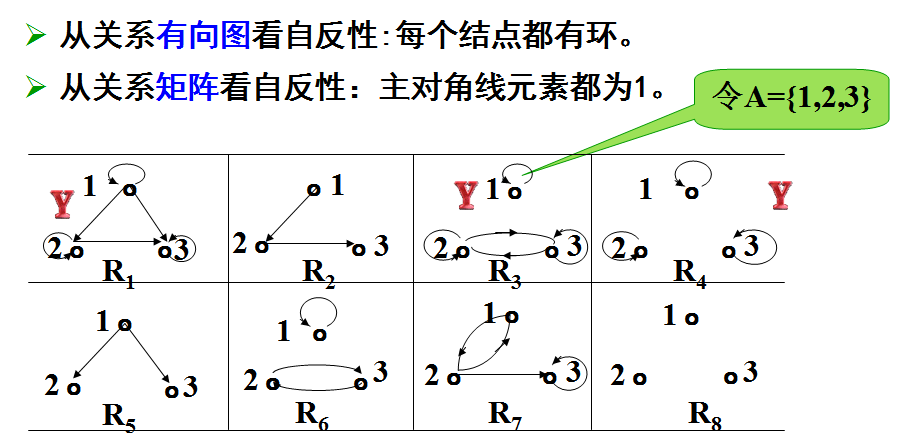 从关系有向图看自反性:每个结点都有环。
从关系矩阵看自反性：主对角线元素都为1。
令A={1,2,3}
Y 1 2 3 R1
1 2 3 R2
Y 1 2 3 R3
1 Y 2 3 R4
1 2 3 R5
1 2 3 R6
1 2 3 R7
1 2 3 R8